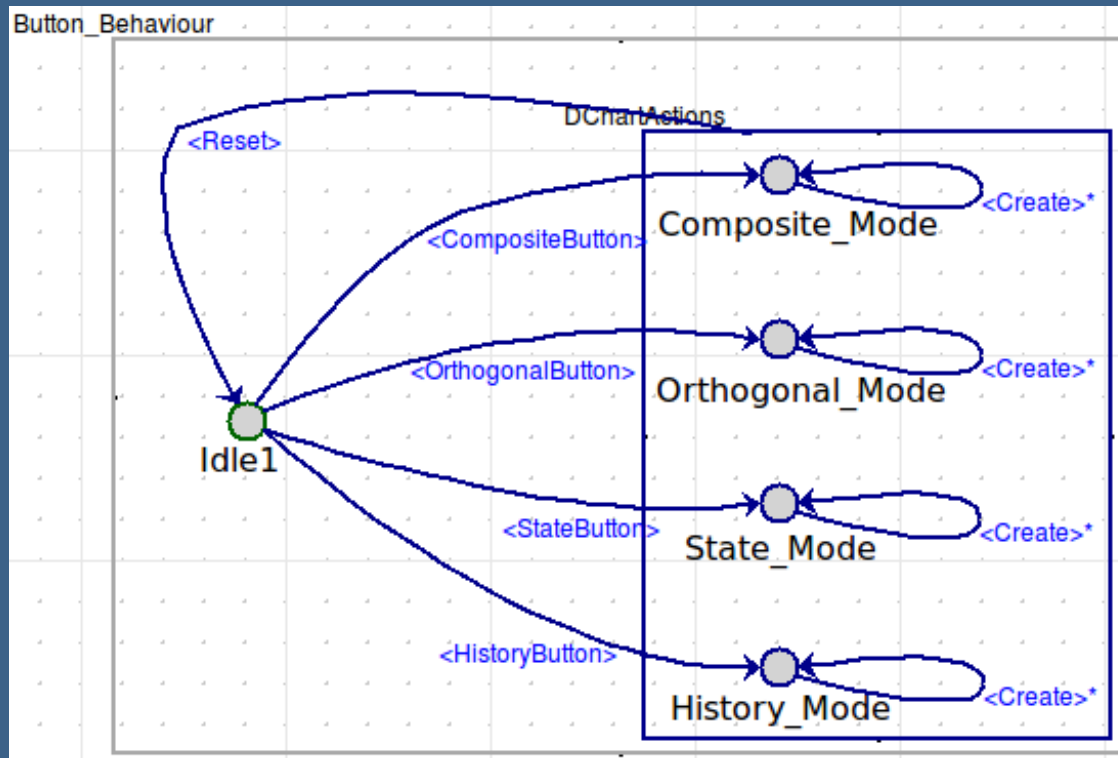 Button_Behaviour
DChartActions
<Reset>
<Create>*
Composite_Mode
<CompositeButton>
<OrthogonalButton>
<Create>*
Orthogonal_Mode
Idle1
<StateButton>
<Create>*
State_Mode
<HistoryButton>
<Create>*
History_Mode